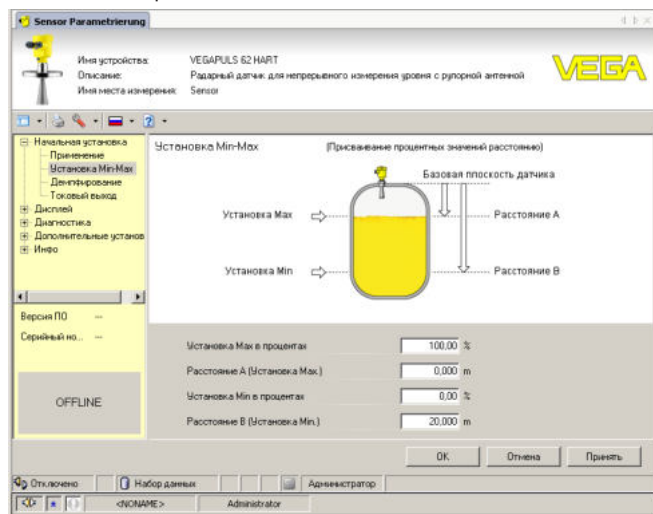 Sensor Parametrierung
Имя устройства: VEGAPULS 62 HART
Описание: Радарный датчик для непрерывного измерения уровня с рупорной антенной
Имя места измерения: Sensor
VEGA
Начальная установка
Применение
Установка Min-Max
Демпфирование
Токовый выход
Дисплей
Диагностика
Дополнительные установ
Инфо
Версия ПО ---
Серийный но... ---
OFFLINE
Установка Min-Max (Присваивание процентных значений расстоянию)
Базовая плоскость датчика
Установка Max Расстояние A
Установка Min Расстояние B
Установка Max в процентах 100,00 %
Расстояние A (Установка Max.) 0,000 m
Установка Min в процентах 0,00 %
Расстояние B (Установка Min.) 20,000 m
OK Отмена Принять
Отключено Набор данных Администратор
<NONAME> Administrator